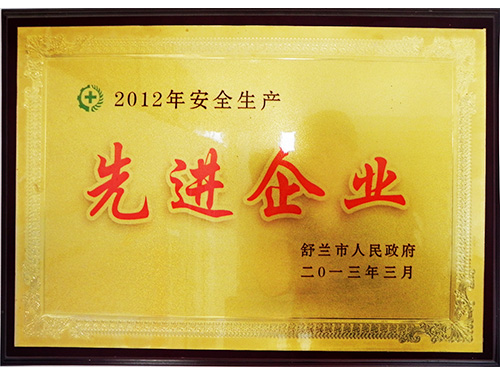 2012年安全生产
先进企业
舒兰市人民政府
二〇一三年三月